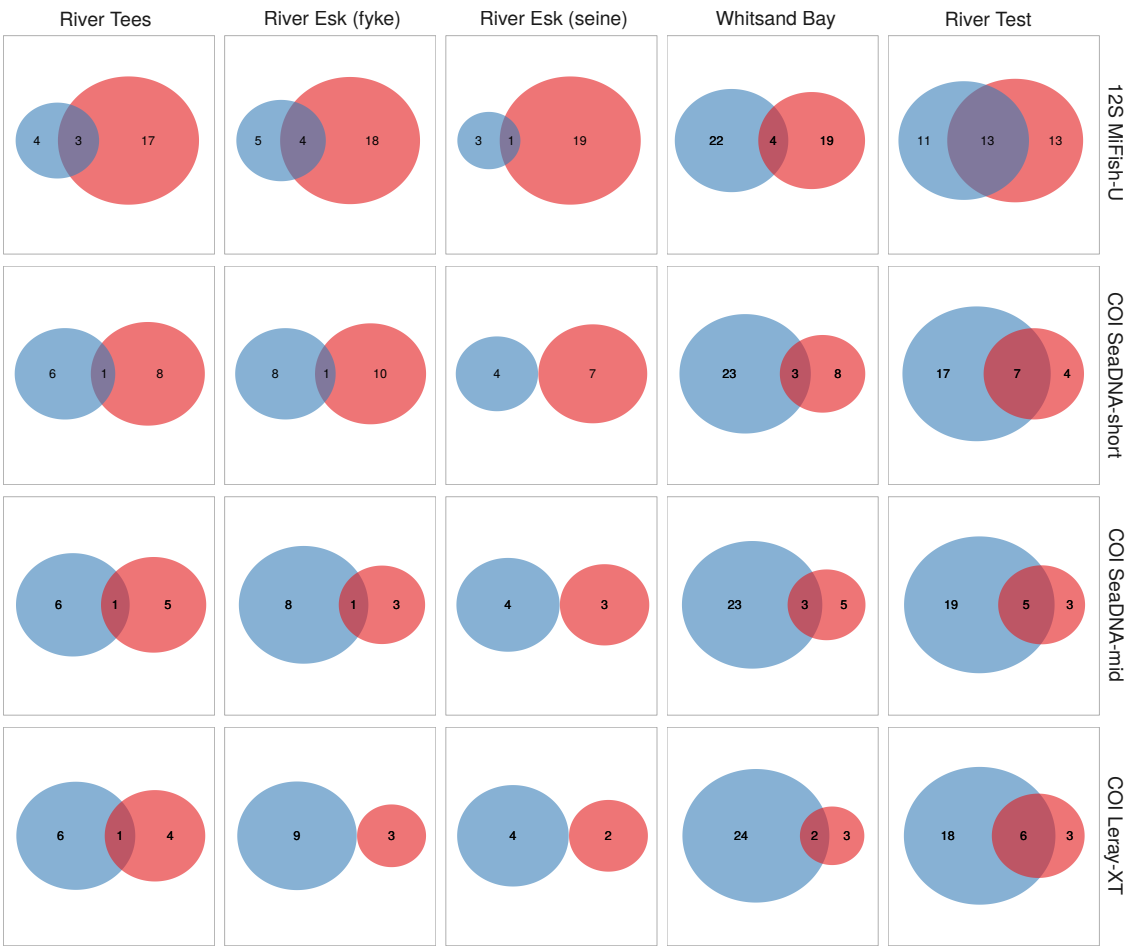 River Tees River Esk (fyke) River Esk (seine) Whitsand Bay River Test
4 3 17 5 4 18 3 1 19 22 4 19 11 13 13
12S MiFish-U
6 1 8 8 1 10 4 7 23 3 8 17 7 4
COI SeaDNA-short
6 1 5 8 1 3 4 3 23 3 5 19 5 3
COI SeaDNA-mid
6 1 4 9 3 4 2 24 2 3 18 6 3
COI Leray-XT